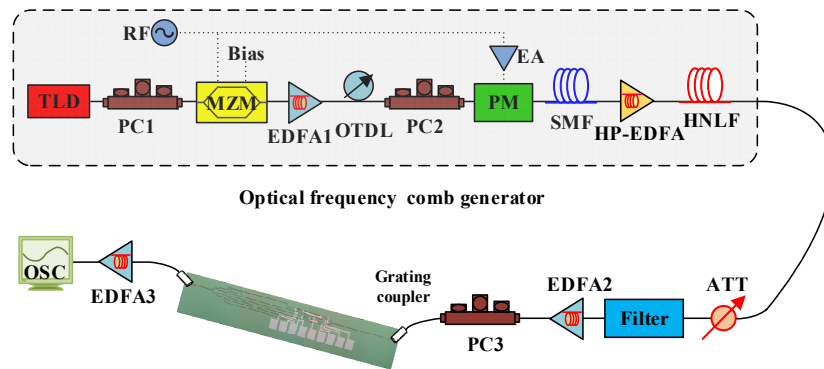 RF
Bias
EA
TLD
MZM
PM
PC1
EDFA1
OTDL
PC2
SMF
HP-EDFA
HNLF
Optical frequency comb generator
OSC
EDFA3
Grating
coupler
PC3
EDFA2
Filter
ATT